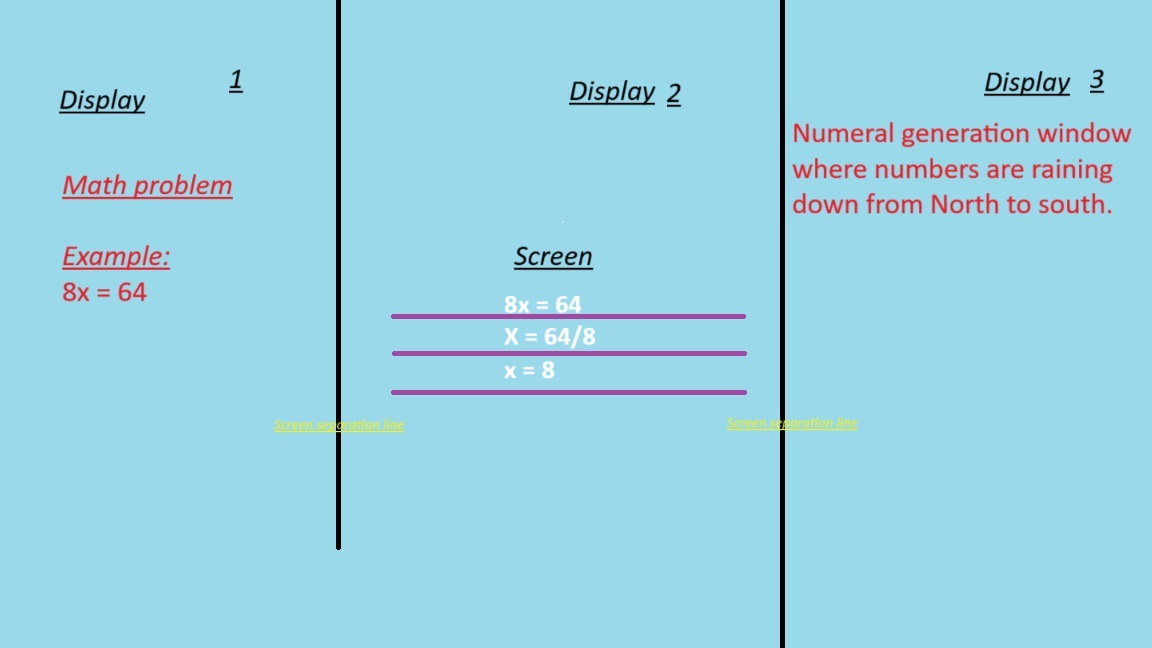 Display 1
Math problem
Example:
8x = 64
Display 2
Screen
8x = 64
X = 64/8
x = 8
Screen separation line
Screen separation line
Display 3
Numeral generation window
where numbers are raining
down from North to south.